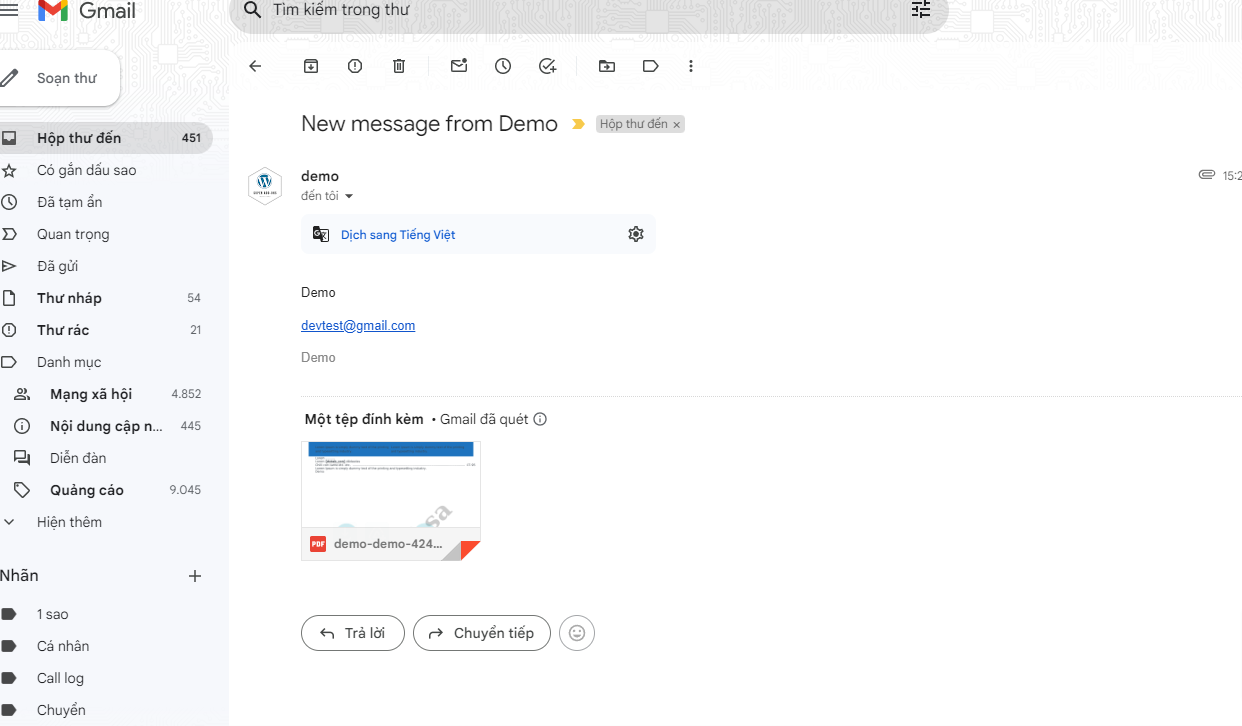 Gmail
Tìm kiếm trong thư
Soạn thư
Hộp thư đến 451
Có gắn dấu sao
Đã tạm ẩn
Quan trọng
Đã gửi
Thư nháp 54
Thư rác 21
Danh mục
Mạng xã hội 4.852
Nội dung cập n... 445
Diễn đàn
Quảng cáo 9.045
Hiện thêm
Nhãn
1 sao
Cá nhân
Call log
Chuyển
New message from Demo Hộp thư đến ×
demo 15:2
đến tôi
Dịch sang Tiếng Việt
Demo
devtest@gmail.com
Demo
Một tệp đính kèm • Gmail đã quét
sa
PDF demo-demo-424...
Trả lời Chuyển tiếp